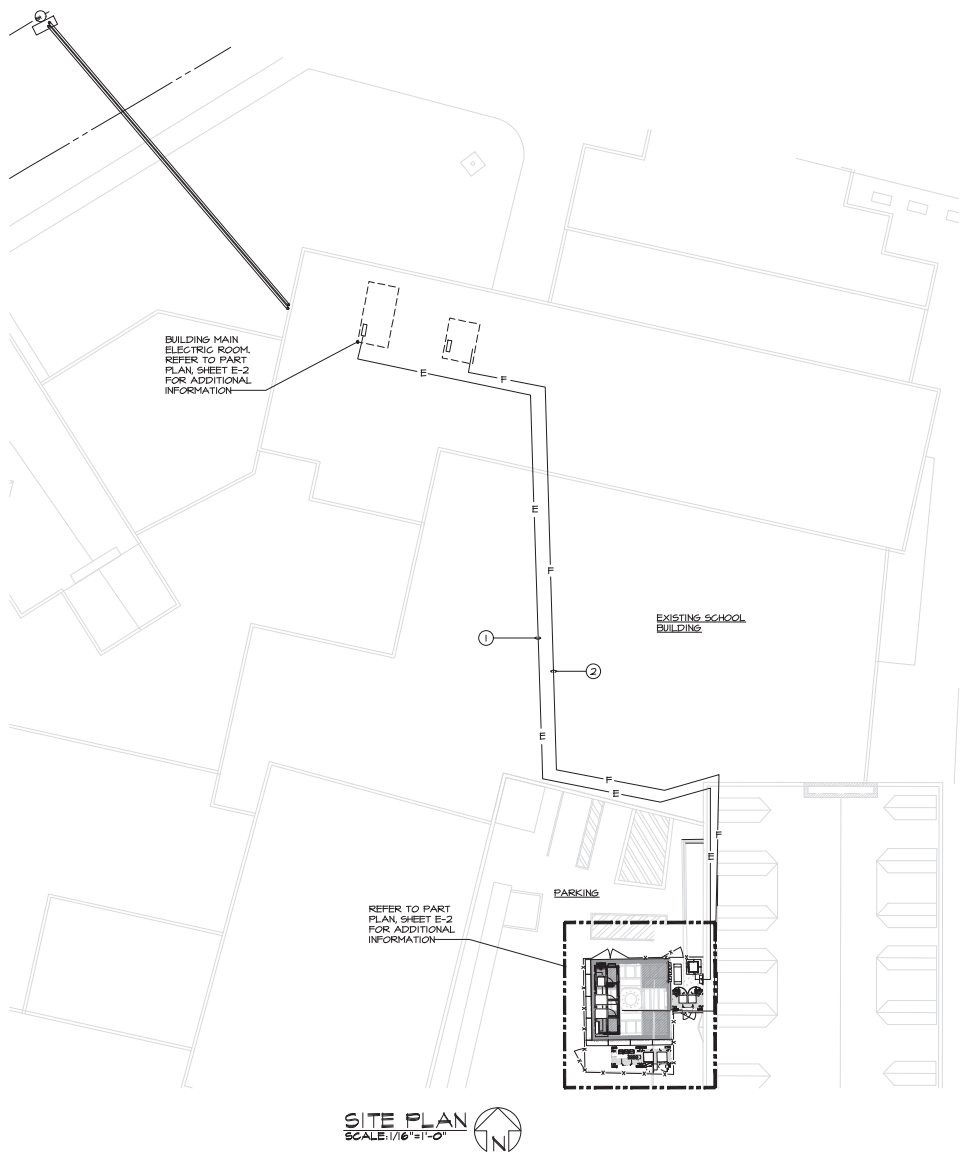 BUILDING MAIN
ELECTRIC ROOM.
REFER TO PART
PLAN, SHEET E-2
FOR ADDITIONAL
INFORMATION
E
F
E
F
EXISTING SCHOOL
BUILDING
1
2
E
F
E
F
E
PARKING
REFER TO PART
PLAN, SHEET E-2
FOR ADDITIONAL
INFORMATION
SITE PLAN
SCALE:1/16"=1'-0"
N